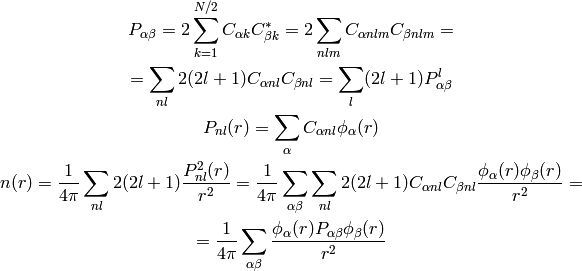 P_{\alpha\beta} = 2 \sum_{k=1}^{N/2} C_{\alpha k} C^*_{\beta k} = 2 \sum_{nlm} C_{\alpha nlm} C_{\beta nlm} =
= \sum_{nl} 2(2l+1) C_{\alpha nl} C_{\beta nl} = \sum_{l} (2l+1) P^l_{\alpha\beta}
P_{nl}(r) = \sum_{\alpha} C_{\alpha nl} \phi_\alpha(r)
n(r) = \frac{1}{4\pi} \sum_{nl} 2(2l+1) \frac{P^2_{nl}(r)}{r^2} = \frac{1}{4\pi} \sum_{\alpha\beta} \sum_{nl} 2(2l+1) C_{\alpha nl} C_{\beta nl} \frac{\phi_\alpha(r) \phi_\beta(r)}{r^2} =
= \frac{1}{4\pi} \sum_{\alpha\beta} \frac{\phi_\alpha(r) P_{\alpha\beta} \phi_\beta(r)}{r^2}